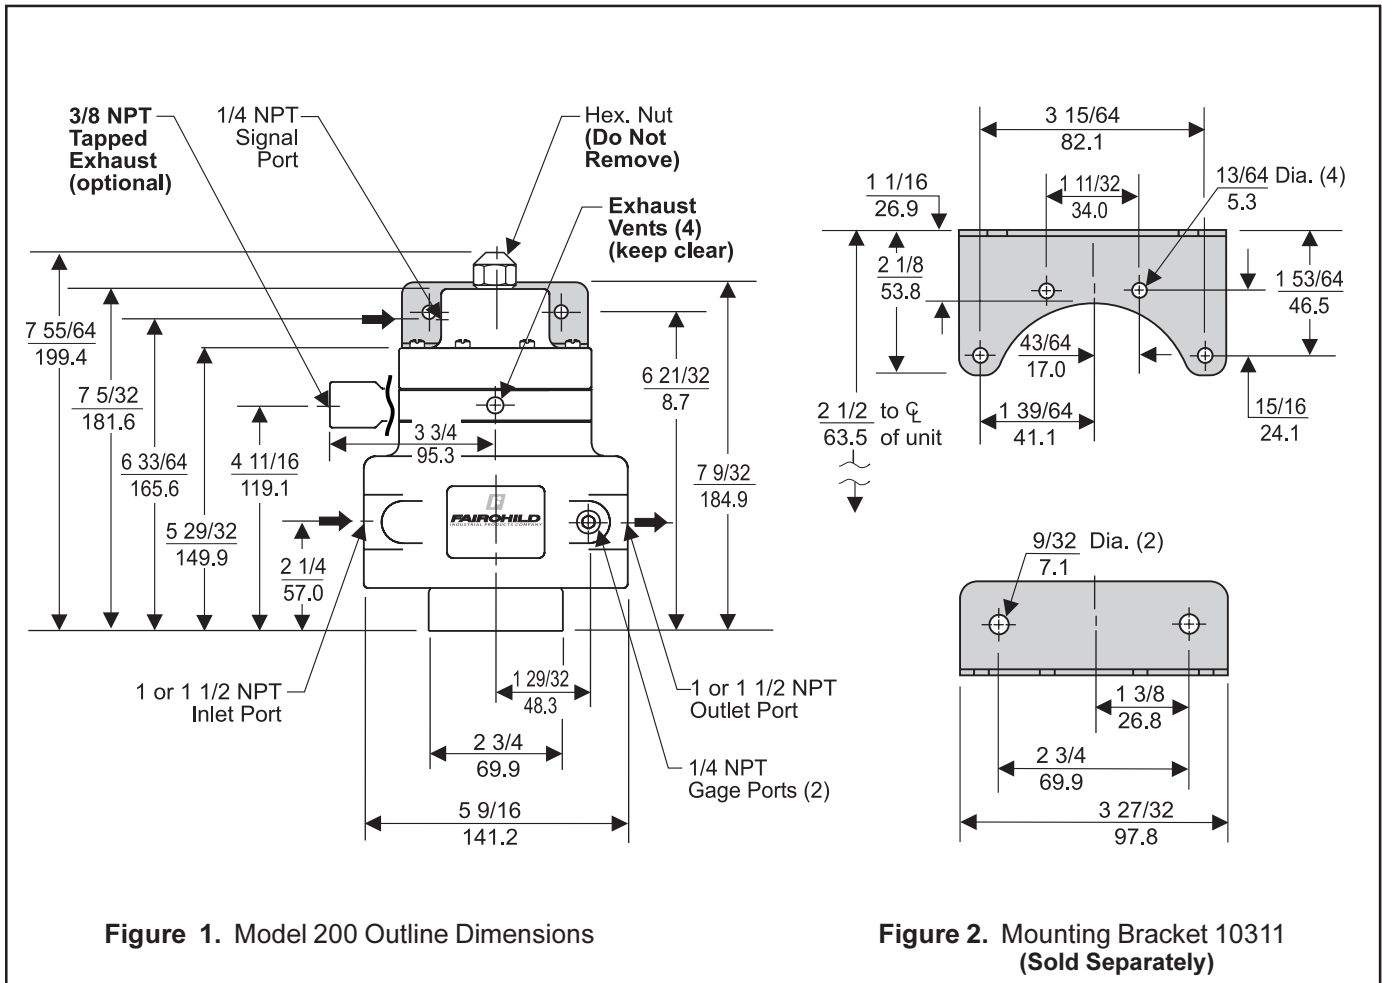 3/8 NPT
Tapped
Exhaust
(optional)
1/4 NPT
Signal
Port
Hex. Nut
(Do Not
Remove)
Exhaust
Vents (4)
(keep clear)
7 55/64
199.4
7 5/32
181.6
6 33/64
165.6
5 29/32
149.9
4 11/16
119.1
3 3/4
95.3
2 1/4
57.0
6 21/32
8.7
7 9/32
184.9
FAIRCHILD
INDUSTRIAL PRODUCTS COMPANY
1 or 1 1/2 NPT
Inlet Port
1 29/32
48.3
1 or 1 1/2 NPT
Outlet Port
2 3/4
69.9
1/4 NPT
Gage Ports (2)
5 9/16
141.2
Figure 1. Model 200 Outline Dimensions
3 15/64
82.1
1 1/16
26.9
1 11/32
34.0
13/64 Dia. (4)
5.3
2 1/8
53.8
1 53/64
46.5
43/64
17.0
2 1/2 to ℄
63.5 of unit
1 39/64
41.1
15/16
24.1
9/32 Dia. (2)
7.1
1 3/8
26.8
2 3/4
69.9
3 27/32
97.8
Figure 2. Mounting Bracket 10311
(Sold Separately)